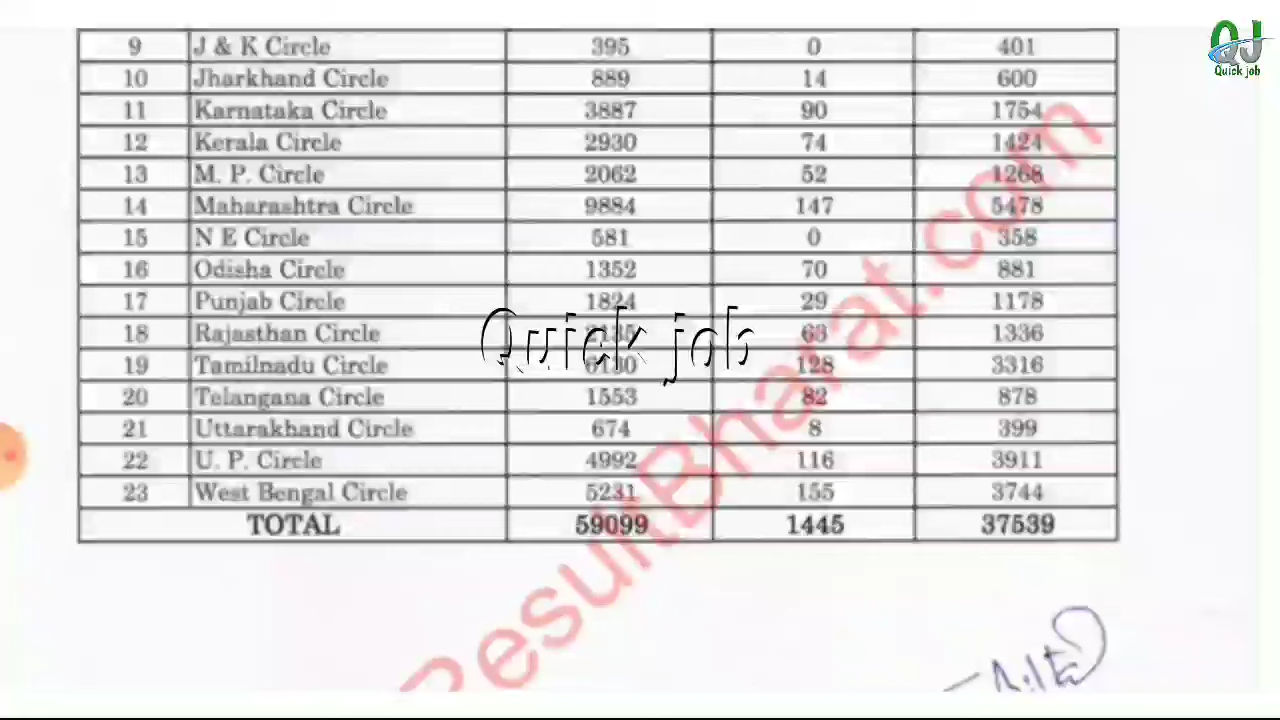 QJ
Quick job
9 J & K Circle 395 0 401
10 Jharkhand Circle 889 14 600
11 Karnataka Circle 3887 90 1754
12 Kerala Circle 2930 74 1424
13 M. P. Circle 2062 52 1268
14 Maharashtra Circle 9884 147 5478
15 N E Circle 581 0 358
16 Odisha Circle 1352 70 881
17 Punjab Circle 1824 29 1178
18 Rajasthan Circle 63 1336
19 Tamilnadu Circle 128 3316
20 Telangana Circle 1553 82 878
21 Uttarakhand Circle 674 8 399
22 U. P. Circle 4992 116 3911
23 West Bengal Circle 5231 155 3744
TOTAL 59099 1445 37539
Quick job
ResultBharat.com